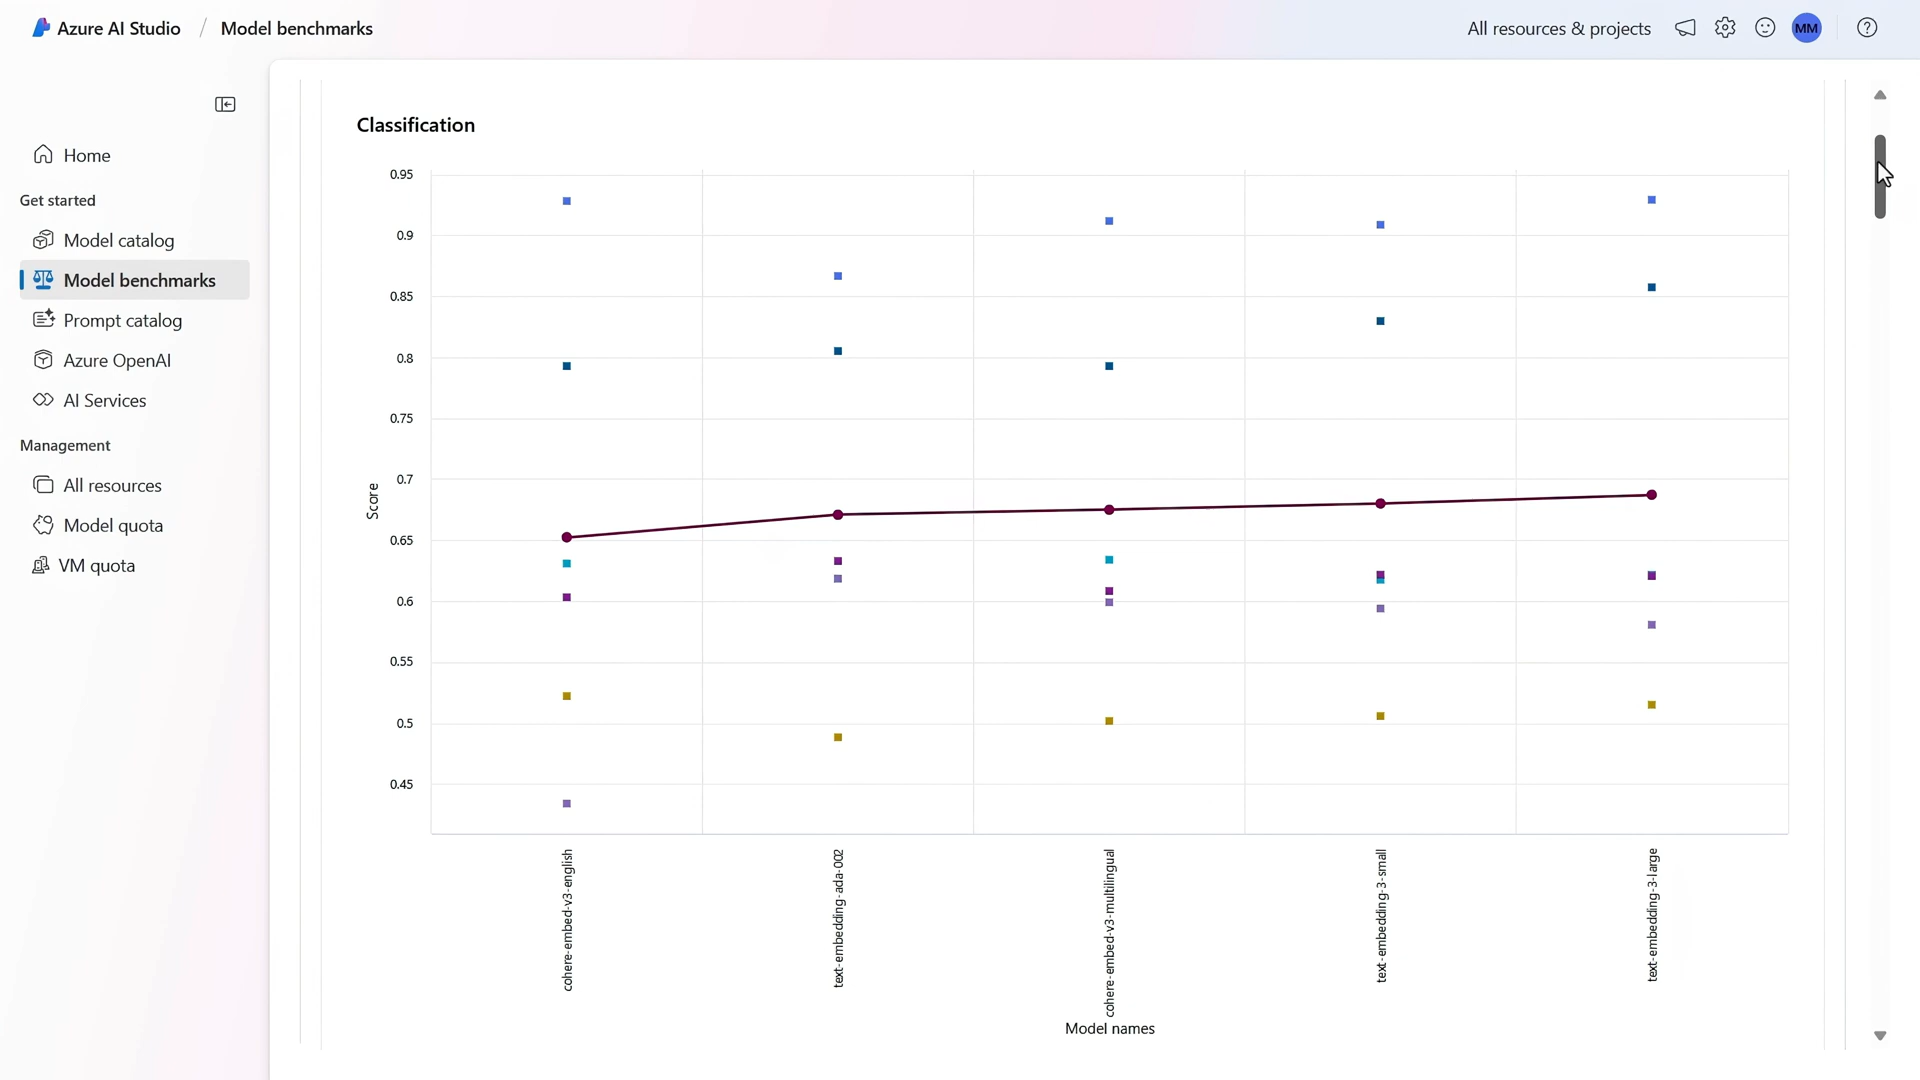 Azure AI Studio / Model benchmarks
All resources & projects
MM
Home
Get started
Model catalog
Model benchmarks
Prompt catalog
Azure OpenAI
AI Services
Management
All resources
Model quota
VM quota
Classification
0.95
0.9
0.85
0.8
0.75
0.7
0.65
0.6
0.55
0.5
0.45
Score
cohere-embed-v3-english
text-embedding-ada-002
cohere-embed-v3-multilingual
text-embedding-3-small
text-embedding-3-large
Model names